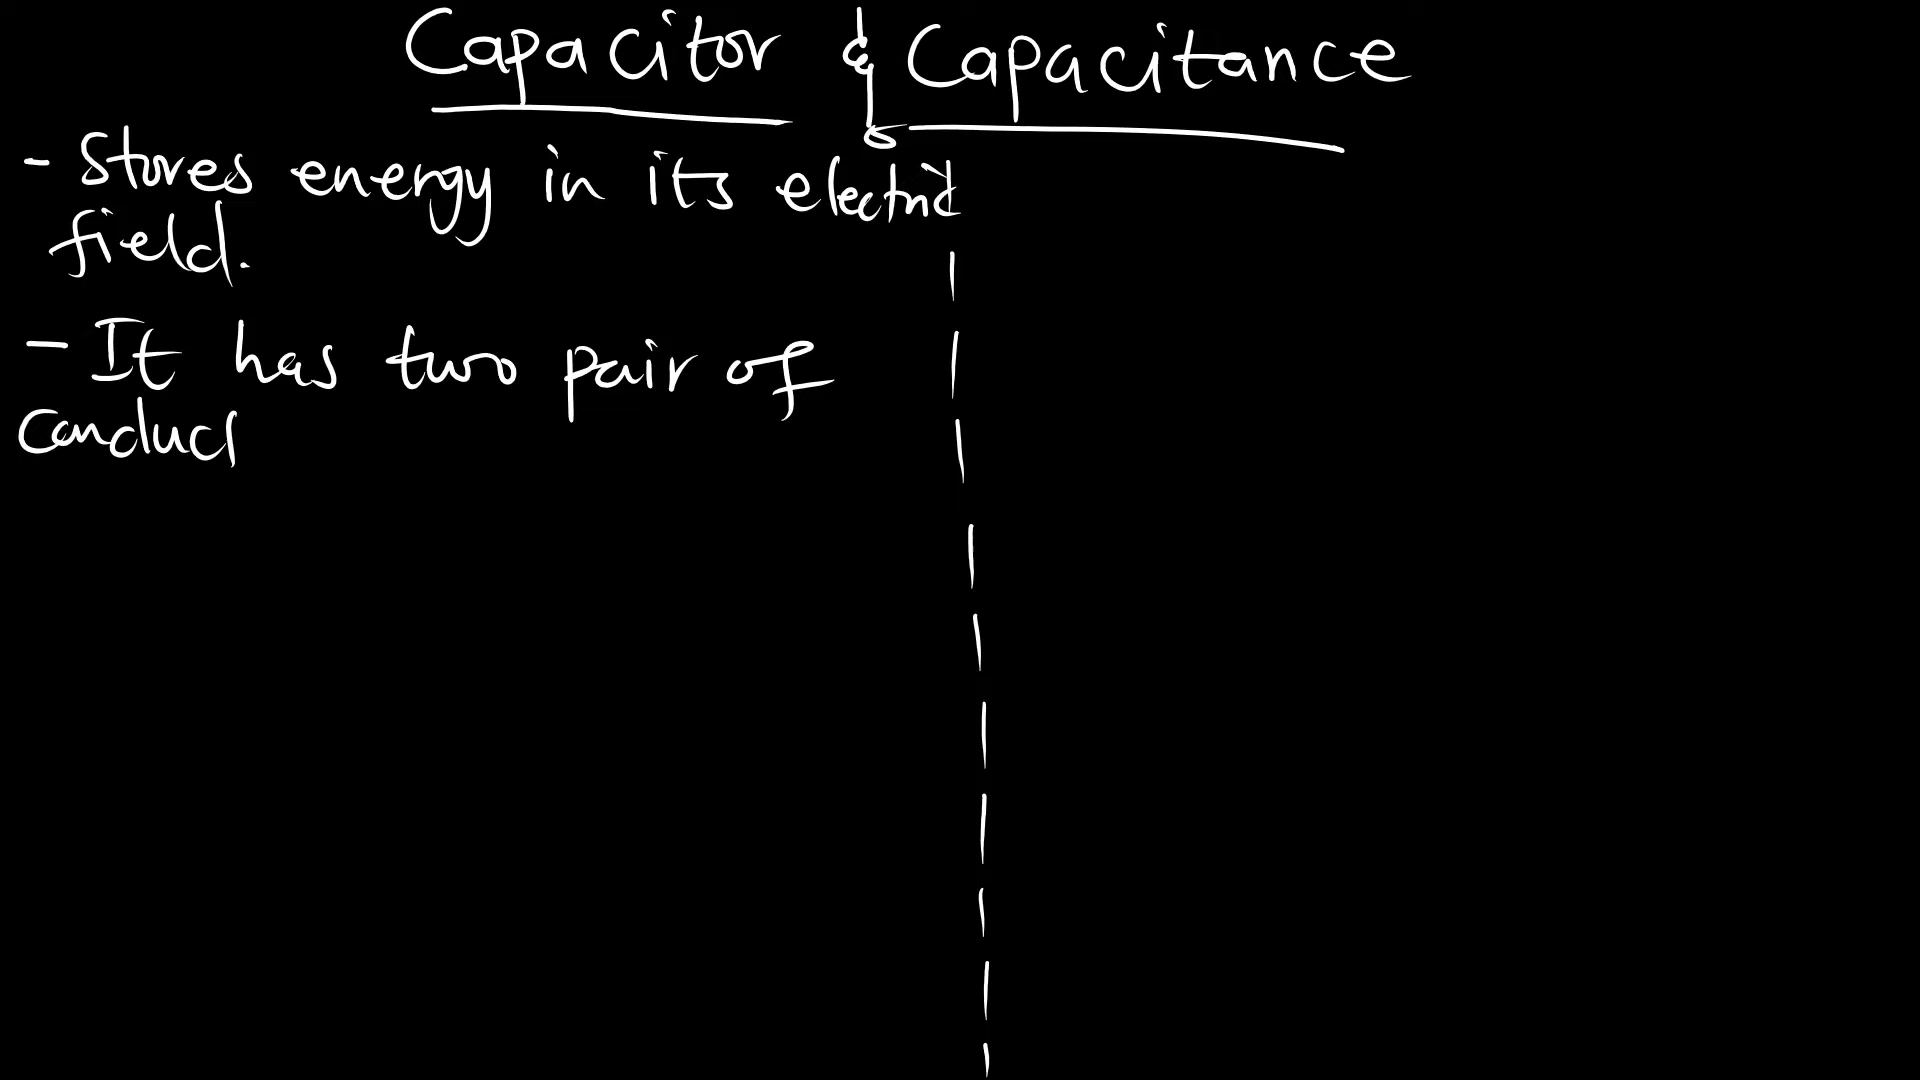 Capacitor & Capacitance
- Stores energy in its electric
field.
- It has two pair of
conduct